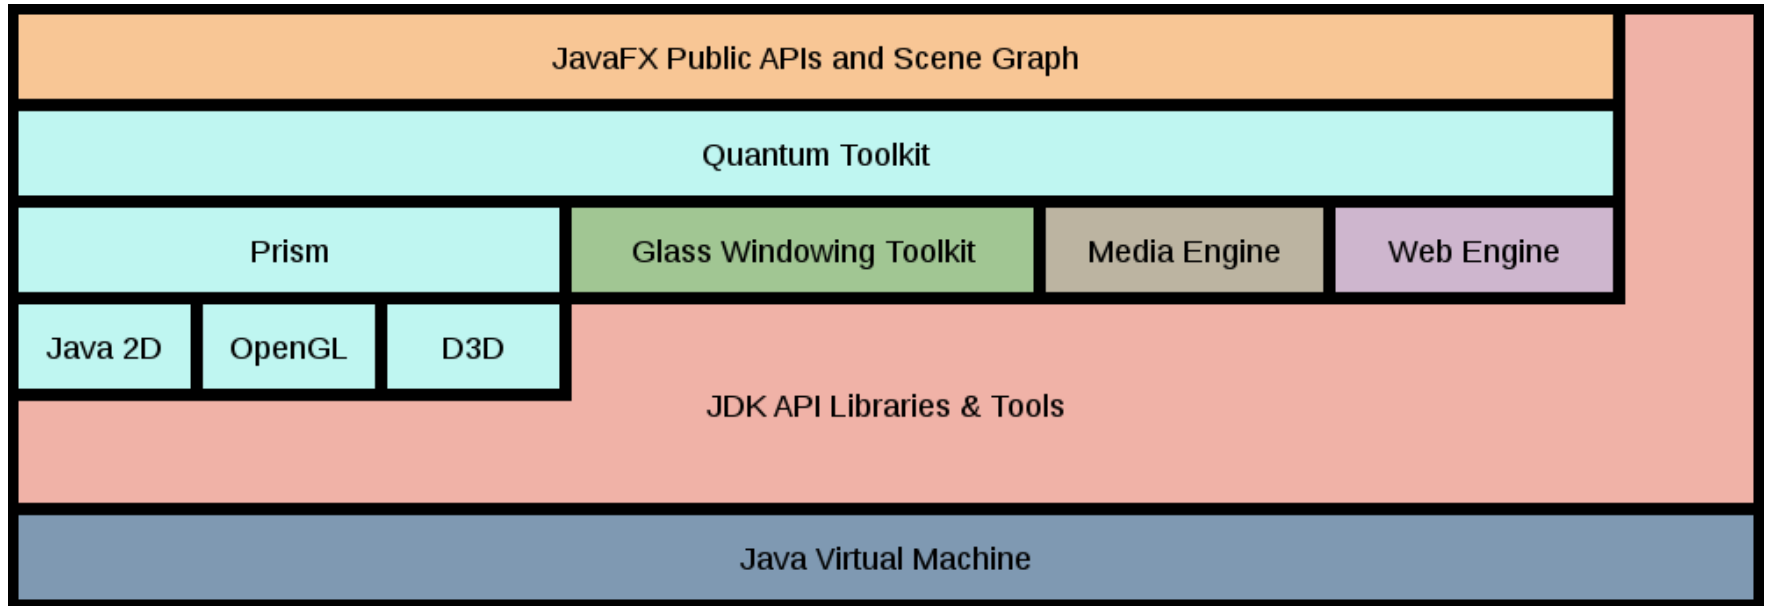 JavaFX Public APIs and Scene Graph
Quantum Toolkit
Prism
Glass Windowing Toolkit
Media Engine
Web Engine
Java 2D
OpenGL
D3D
JDK API Libraries & Tools
Java Virtual Machine